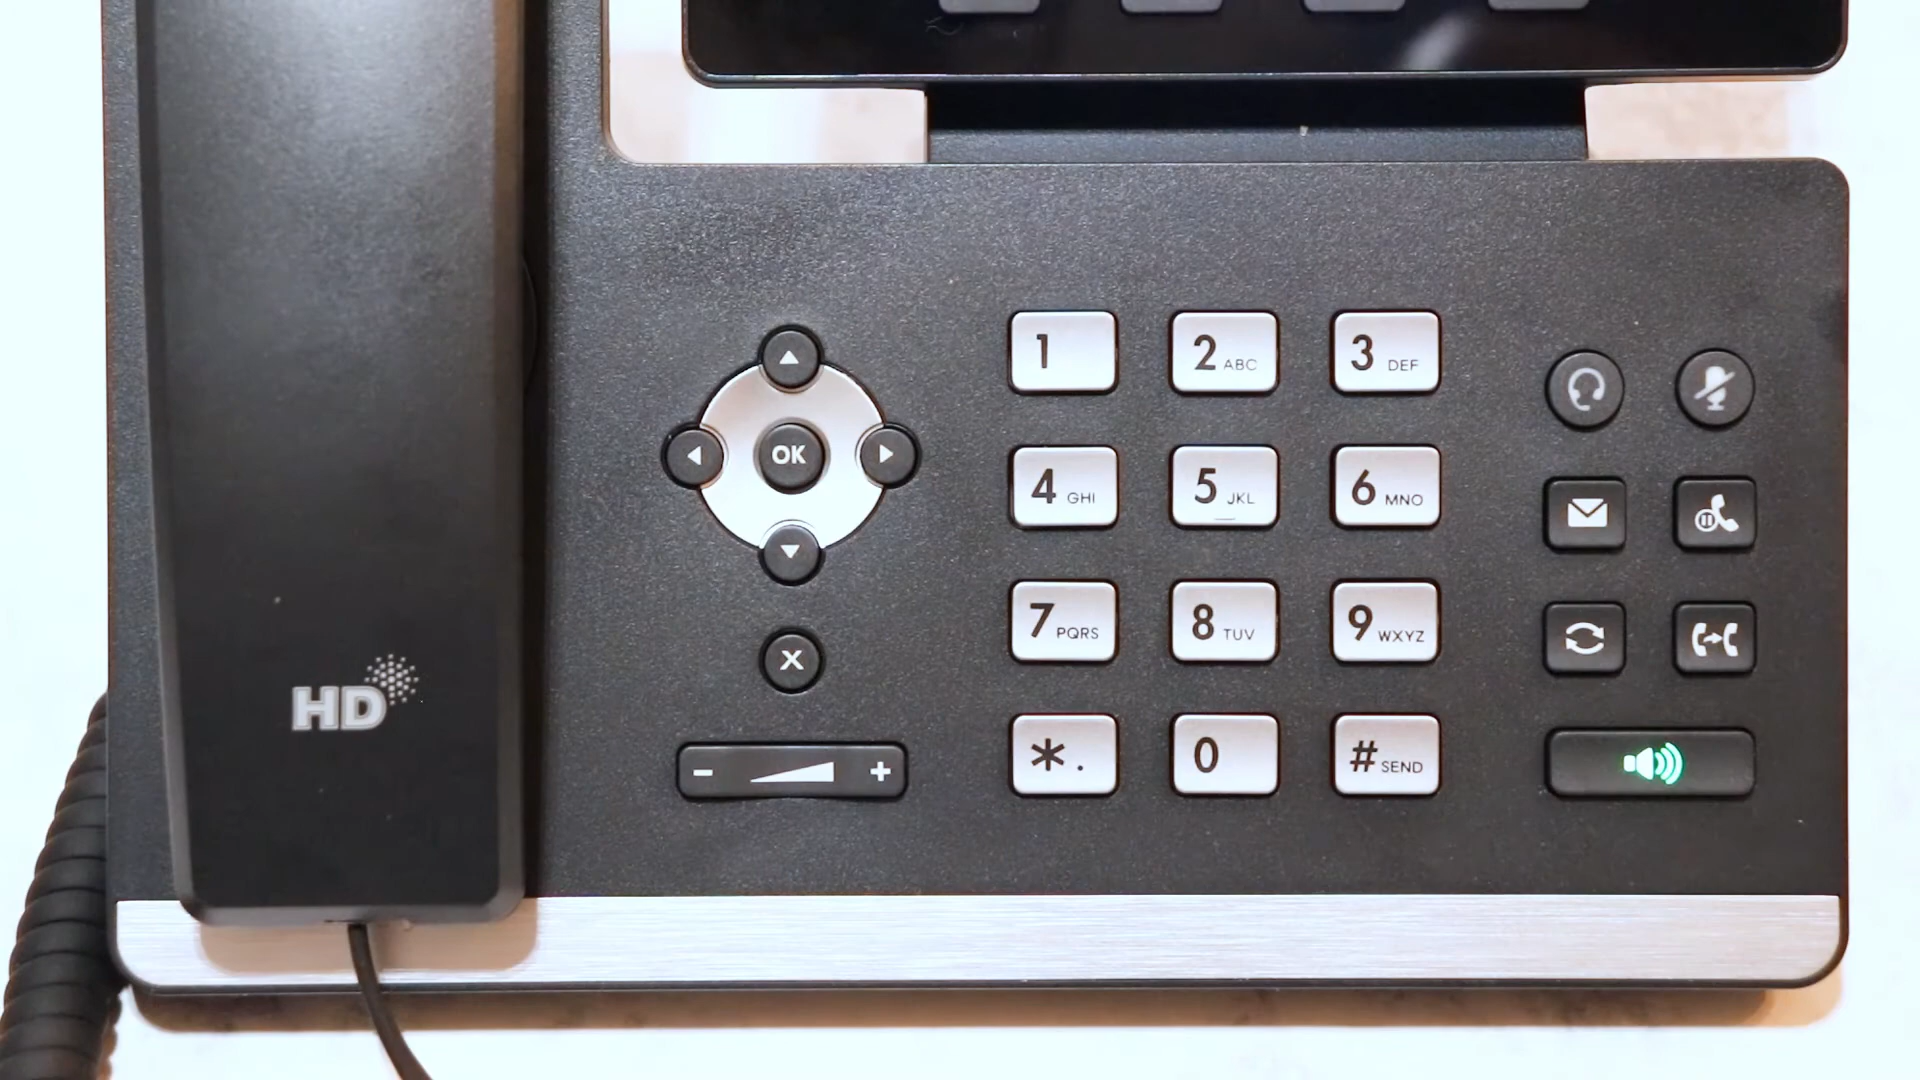 1
2 ABC
3 DEF
OK
4 GHI
5 JKL
6 MNO
7 PQRS
8 TUV
9 WXYZ
X
HD
- +
* .
0
# SEND